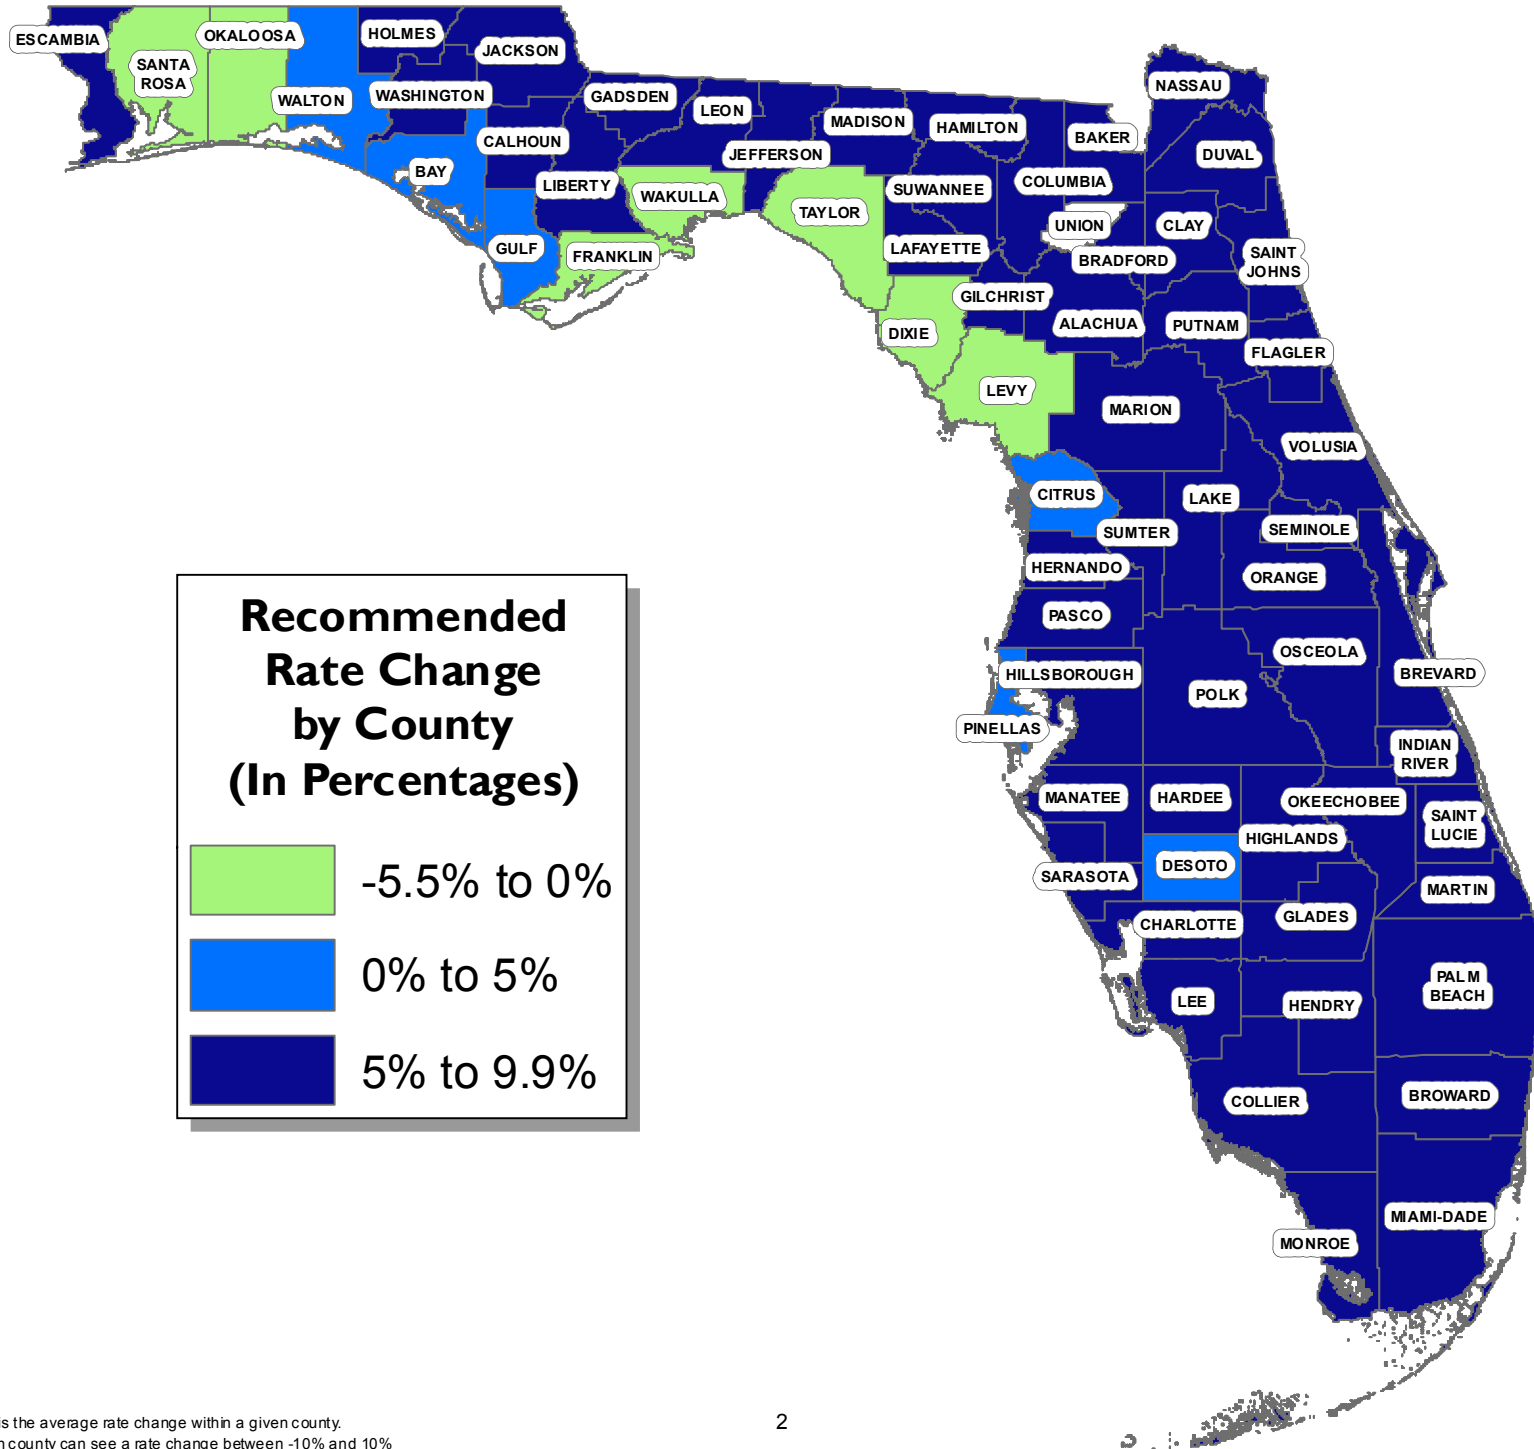 ESCAMBIA
SANTA
ROSA
OKALOOSA
WALTON
HOLMES
WASHINGTON
JACKSON
BAY
CALHOUN
GULF
LIBERTY
GADSDEN
FRANKLIN
LEON
WAKULLA
JEFFERSON
MADISON
TAYLOR
HAMILTON
SUWANNEE
LAFAYETTE
DIXIE
BAKER
COLUMBIA
UNION
BRADFORD
GILCHRIST
ALACHUA
LEVY
NASSAU
DUVAL
CLAY
SAINT
JOHNS
PUTNAM
FLAGLER
MARION
VOLUSIA
CITRUS
LAKE
SUMTER
SEMINOLE
HERNANDO
ORANGE
PASCO
OSCEOLA
HILLSBOROUGH
POLK
BREVARD
PINELLAS
INDIAN
RIVER
MANATEE
HARDEE
OKEECHOBEE
SAINT
LUCIE
HIGHLANDS
DESOTO
SARASOTA
MARTIN
CHARLOTTE
GLADES
PALM
BEACH
LEE
HENDRY
COLLIER
BROWARD
MIAMI-DADE
MONROE
Recommended
Rate Change
by County
(In Percentages)
-5.5% to 0%
0% to 5%
5% to 9.9%
is the average rate change within a given county.
county can see a rate change between -10% and 10%
2